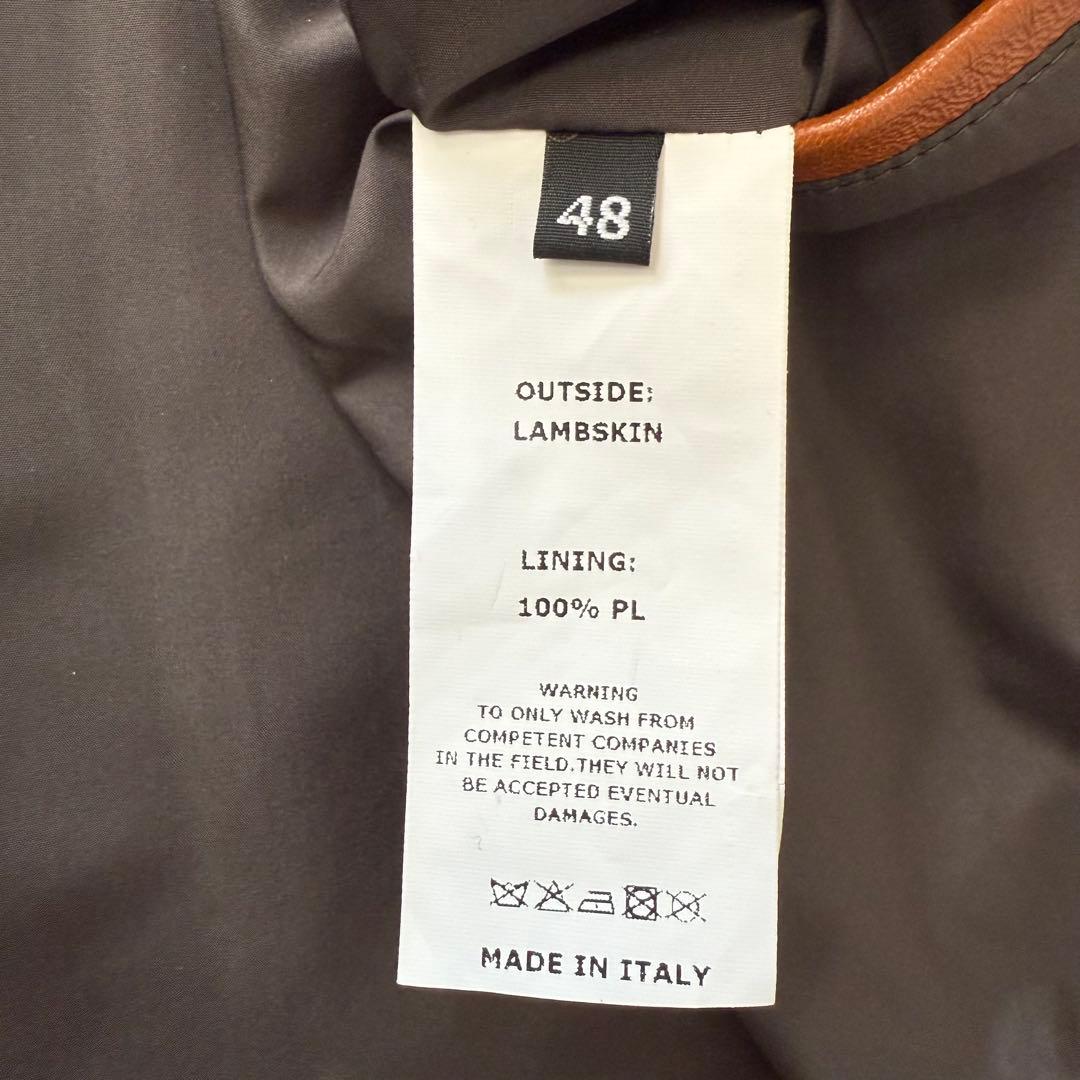 48
OUTSIDE:
LAMBSKIN
LINING:
100% PL
WARNING
TO ONLY WASH FROM
COMPETENT COMPANIES
IN THE FIELD.THEY WILL NOT
BE ACCEPTED EVENTUAL
DAMAGES.
MADE IN ITALY